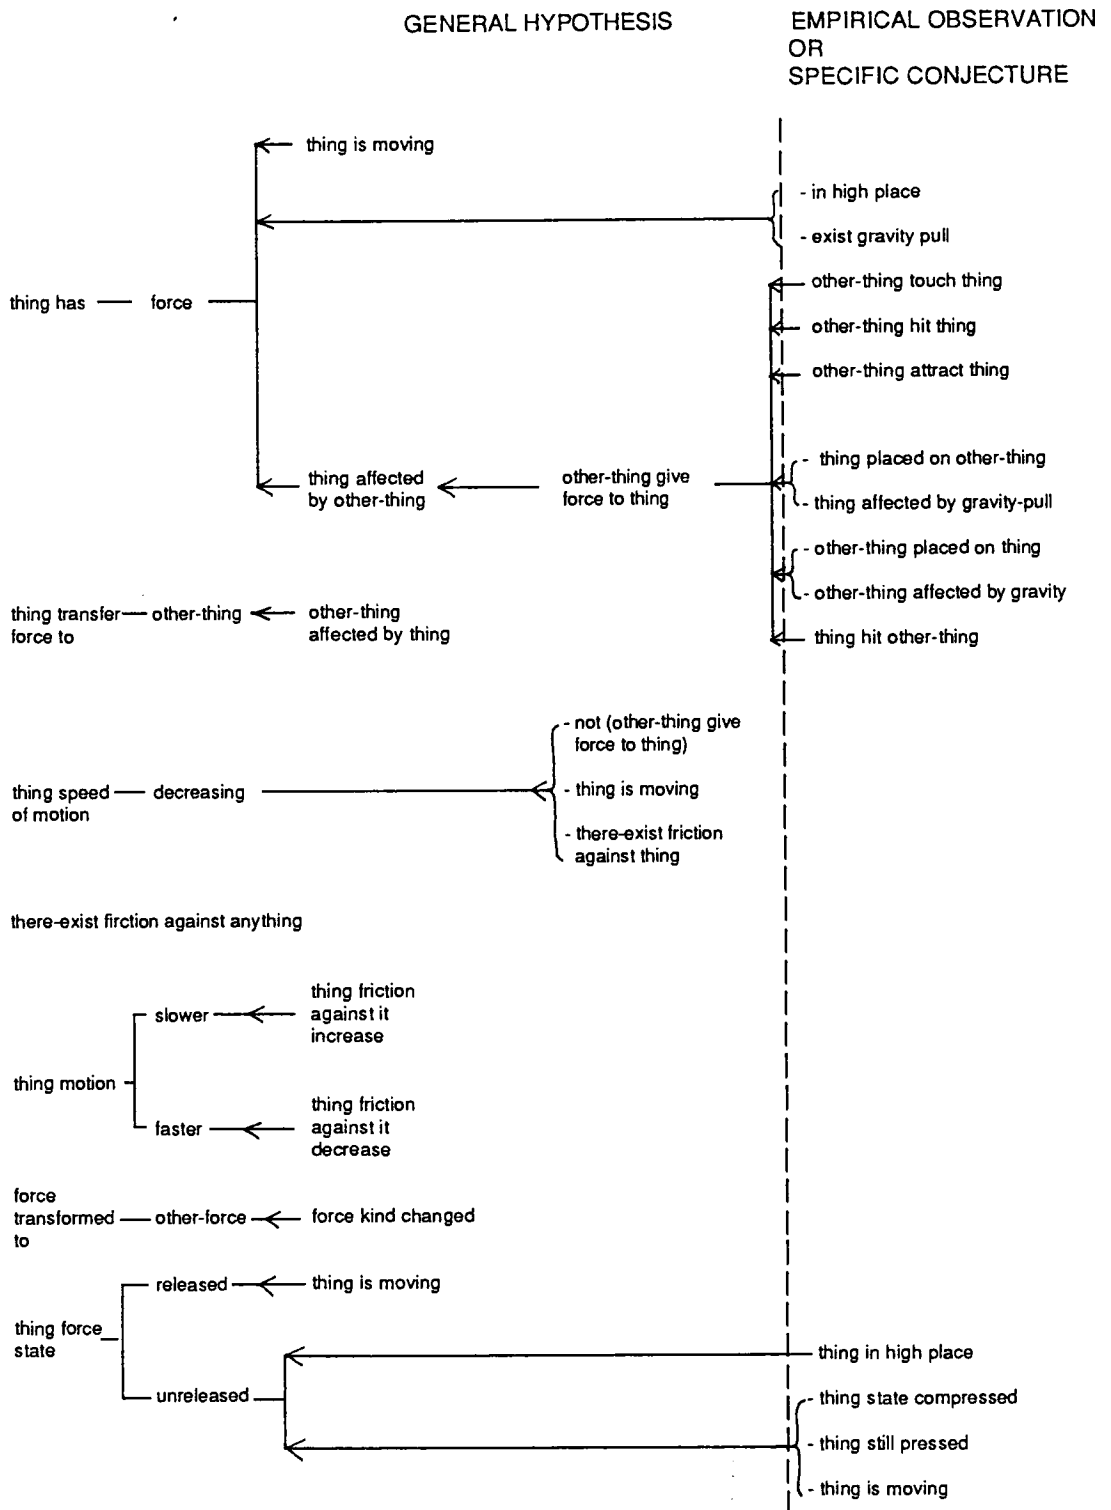 GENERAL HYPOTHESIS
EMPIRICAL OBSERVATION
OR
SPECIFIC CONJECTURE
thing is moving
- in high place
- exist gravity pull
thing has
force
other-thing touch thing
other-thing hit thing
other-thing attract thing
thing affected
by other-thing
other-thing give
force to thing
- thing placed on other-thing
- thing affected by gravity-pull
- other-thing placed on thing
- other-thing affected by gravity
thing hit other-thing
thing transfer
force to
other-thing
other-thing
affected by thing
thing speed
of motion
decreasing
- not (other-thing give
force to thing)
- thing is moving
- there-exist friction
against thing
there-exist firction against anything
thing motion
slower
thing friction
against it
increase
faster
thing friction
against it
decrease
force
transformed
to
other-force
force kind changed
thing force
state
released
thing is moving
unreleased
thing in high place
- thing state compressed
- thing still pressed
- thing is moving